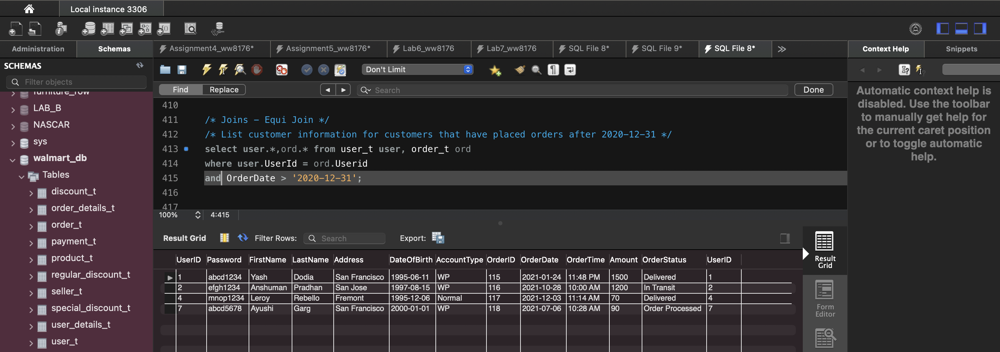 Local instance 3306
Administration
Schemas
Assignment4_ww8176*
Assignment5_ww8176*
Lab6_ww8176
Lab7_ww8176
SQL File 8*
SQL File 9*
SQL File 8*
Context Help
Snippets
SCHEMAS
Filter objects
Don't Limit
Find
Replace
Search
Done
furniture_row
LAB_B
NASCAR
sys
walmart_db
Tables
discount_t
order_details_t
order_t
payment_t
product_t
regular_discount_t
seller_t
special_discount_t
user_details_t
user_t
410
411 /* Joins - Equi Join */
412 /* List customer information for customers that have placed orders after 2020-12-31 */
413 select user.*,ord.* from user_t user, order_t ord
414 where user.UserId = ord.Userid
415 and OrderDate > '2020-12-31';
416
417
100% 4:415
Automatic context help is
disabled. Use the toolbar
to manually get help for
the current caret position
or to toggle automatic
help.
Result Grid Filter Rows: Search Export:
UserID Password FirstName LastName Address DateOfBirth AccountType OrderID OrderDate OrderTime Amount OrderStatus UserID
1 abcd1234 Yash Dodia San Francisco 1995-06-11 WP 115 2021-01-24 11:48 PM 1500 Delivered 1
2 efgh1234 Anshuman Pradhan San Jose 1997-08-15 WP 116 2021-10-28 10:00 AM 1200 In Transit 2
4 mnop1234 Leroy Rebello Fremont 1995-12-06 Normal 117 2021-12-03 11:14 AM 70 Delivered 4
7 abcd5678 Ayushi Garg San Francisco 2000-01-01 WP 118 2021-07-06 10:28 AM 90 Order Processed 7
Result
Grid
Form
Editor